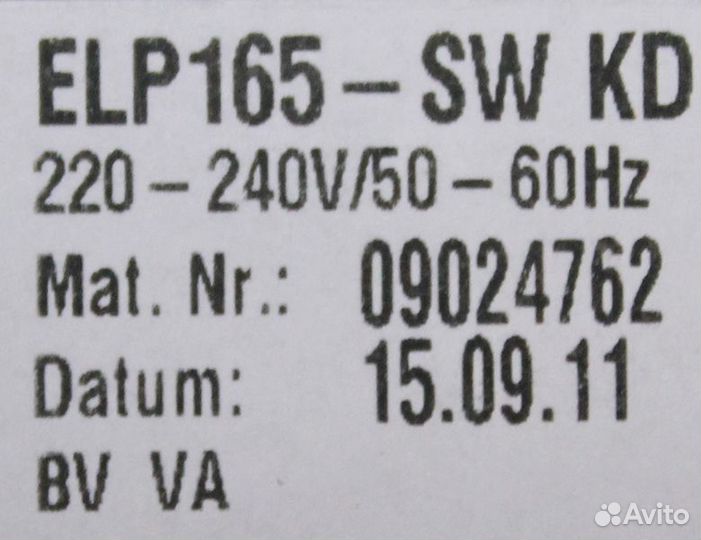 ELP165 – SW KD
220 – 240V/50 – 60Hz
Mat. Nr.: 09024762
Datum: 15.09.11
BV VA
Avito